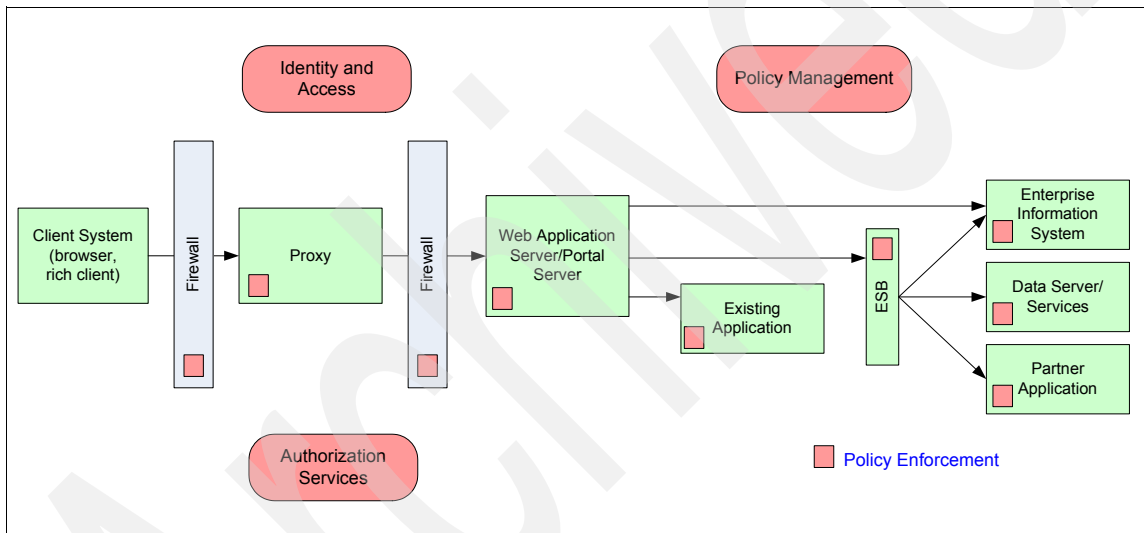 Identity and
Access
Policy Management
Client System
(browser,
rich client)
Firewall
Proxy
Firewall
Web Application
Server/Portal
Server
Existing
Application
ESB
Enterprise
Information
System
Data Server/
Services
Partner
Application
Authorization
Services
Policy Enforcement
Archived